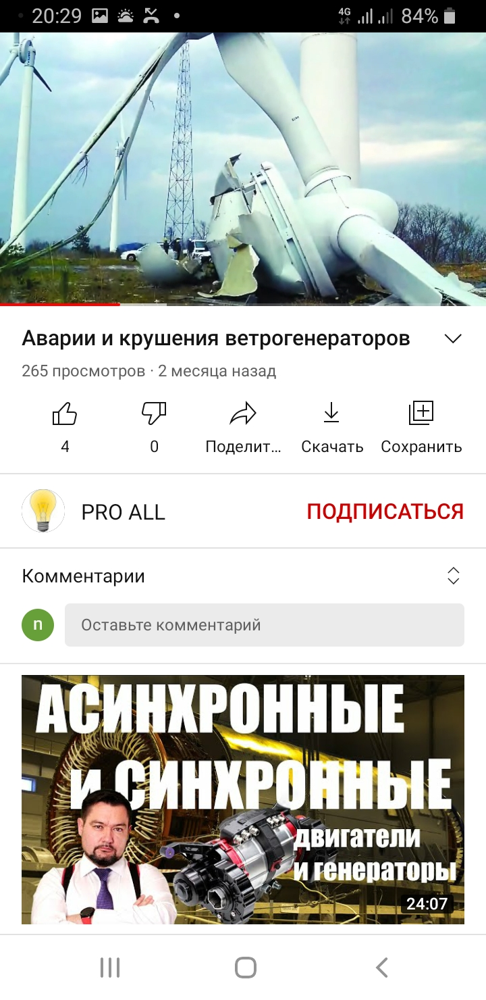 20:29 4G 84%
Аварии и крушения ветрогенераторов
265 просмотров · 2 месяца назад
4 0 Поделит... Скачать Сохранить
PRO ALL ПОДПИСАТЬСЯ
Комментарии
n Оставьте комментарий
АСИНХРОННЫЕ
и СИНХРОННЫЕ
двигатели
и генераторы
24:07